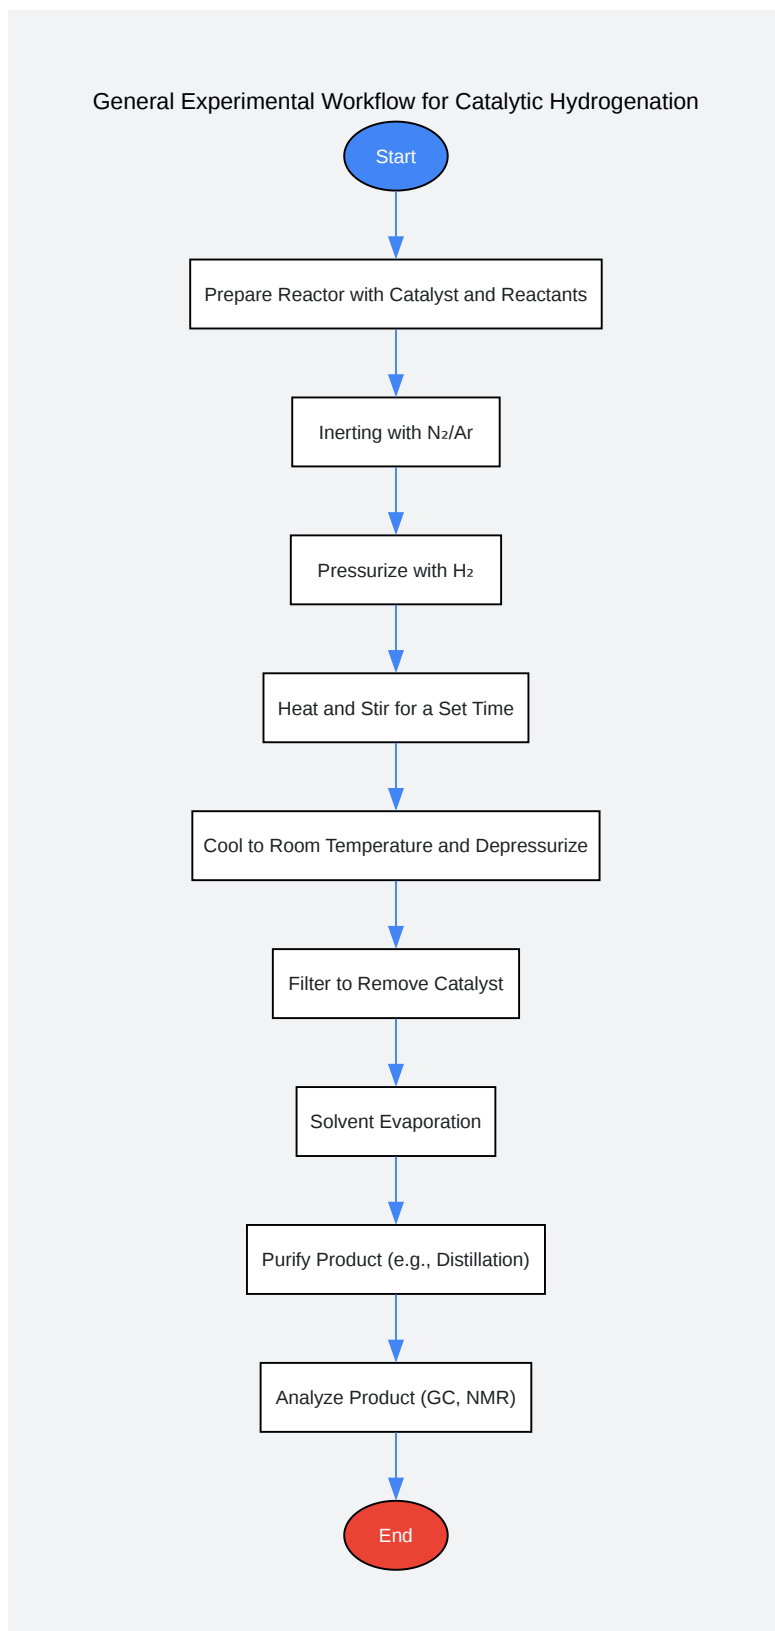 General Experimental Workflow for Catalytic Hydrogenation
Start
Prepare Reactor with Catalyst and Reactants
Inerting with N₂/Ar
Pressurize with H₂
Heat and Stir for a Set Time
Cool to Room Temperature and Depressurize
Filter to Remove Catalyst
Solvent Evaporation
Purify Product (e.g., Distillation)
Analyze Product (GC, NMR)
End